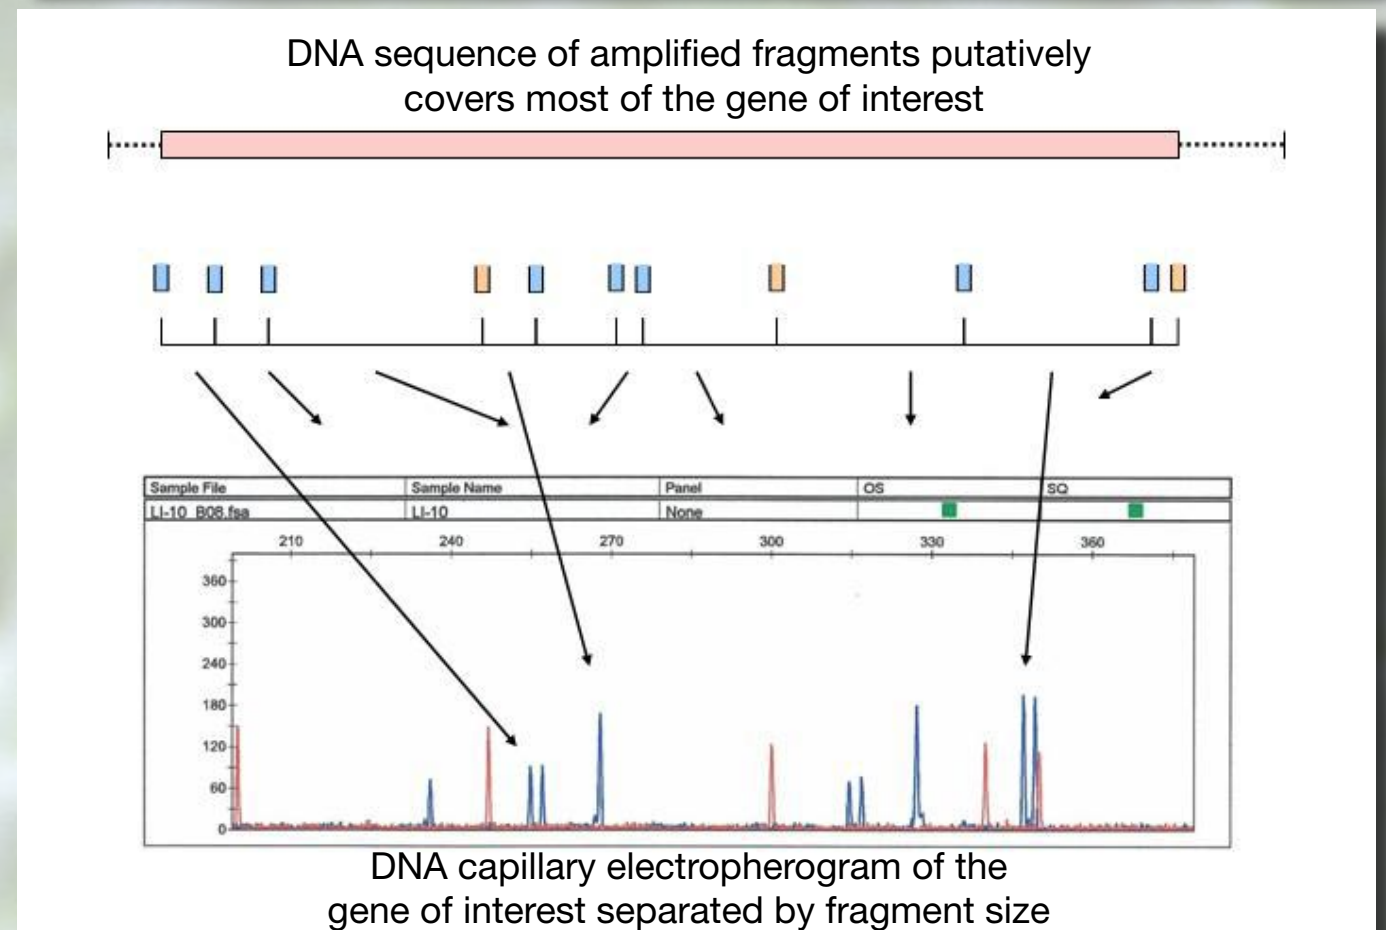 DNA sequence of amplified fragments putatively
covers most of the gene of interest
Sample File Sample Name Panel OS SQ
LI-10_B08.fsa LI-10 None
210 240 270 300 330 360
360
300
240
180
120
60
0
DNA capillary electropherogram of the
gene of interest separated by fragment size